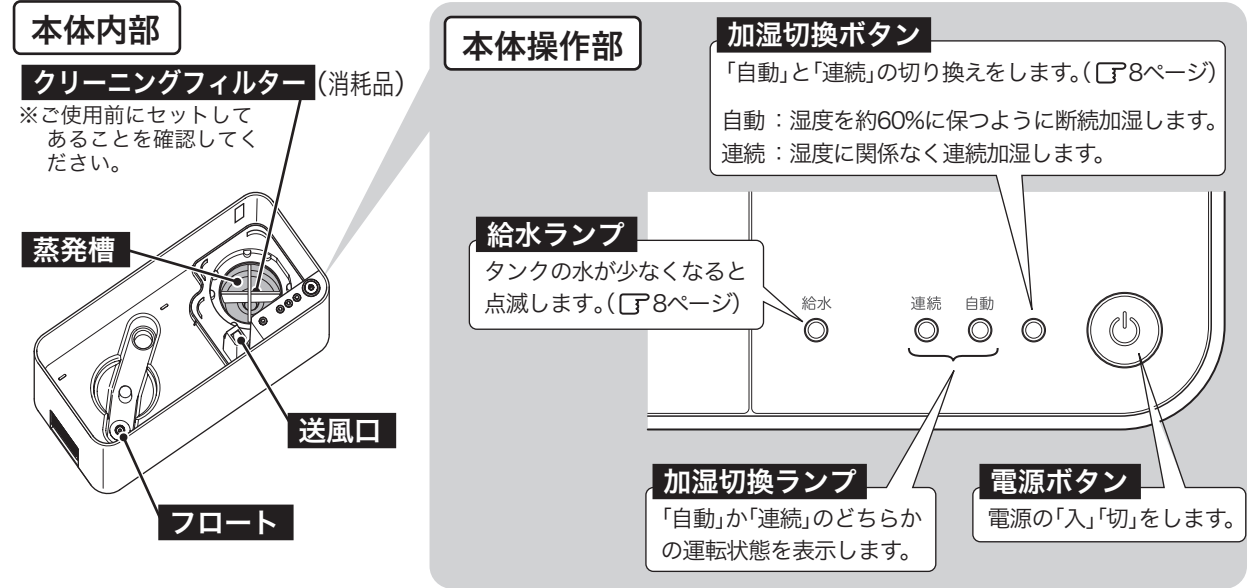 本体内部
クリーニングフィルター(消耗品)
※ご使用前にセットして
あることを確認してく
ださい。
蒸発槽
送風口
フロート
本体操作部
加湿切換ボタン
「自動」と「連続」の切り換えをします。(8ページ)
自動：湿度を約60%に保つように断続加湿します。
連続：湿度に関係なく連続加湿します。
給水ランプ
タンクの水が少なくなると
点滅します。(8ページ)
給水
連続 自動
加湿切換ランプ
「自動」か「連続」のどちらか
の運転状態を表示します。
電源ボタン
電源の「入」「切」をします。